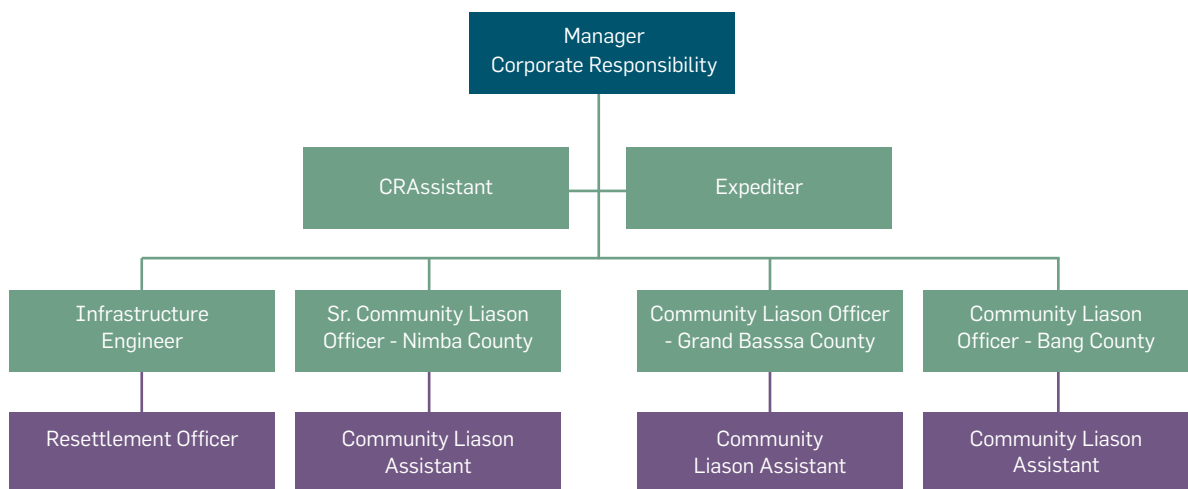 Manager
Corporate Responsibility
CRAssistant
Expediter
Infrastructure
Engineer
Sr. Community Liason
Officer - Nimba County
Community Liason Officer
- Grand Basssa County
Community Liason
Officer - Bang County
Resettlement Officer
Community Liason
Assistant
Community
Liason Assistant
Community Liason
Assistant